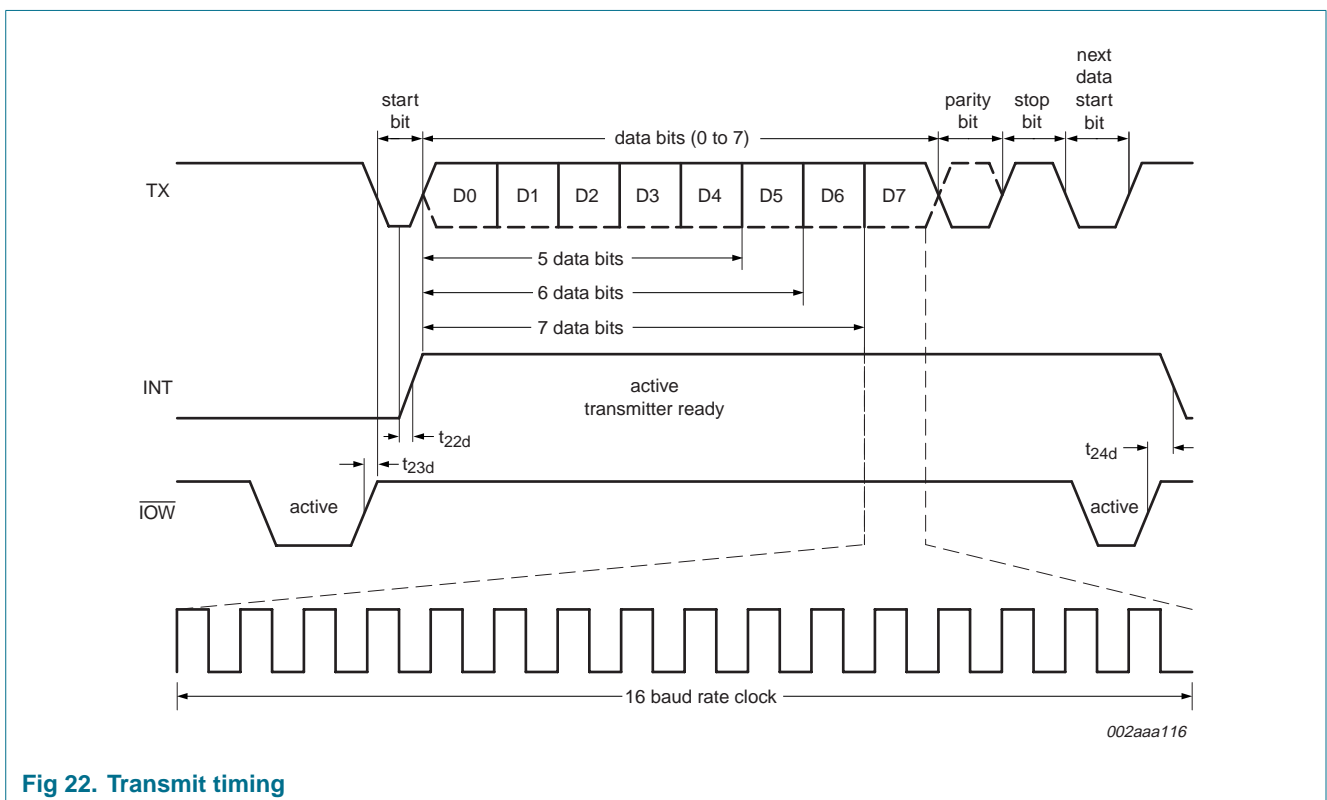 next
data
start
bit
start
bit
parity
bit
stop
bit
data bits (0 to 7)
TX
D0 D1 D2 D3 D4 D5 D6 D7
5 data bits
6 data bits
7 data bits
INT
active
transmitter ready
t22d
t23d
t24d
IOW
active
active
16 baud rate clock
002aaa116
Fig 22. Transmit timing